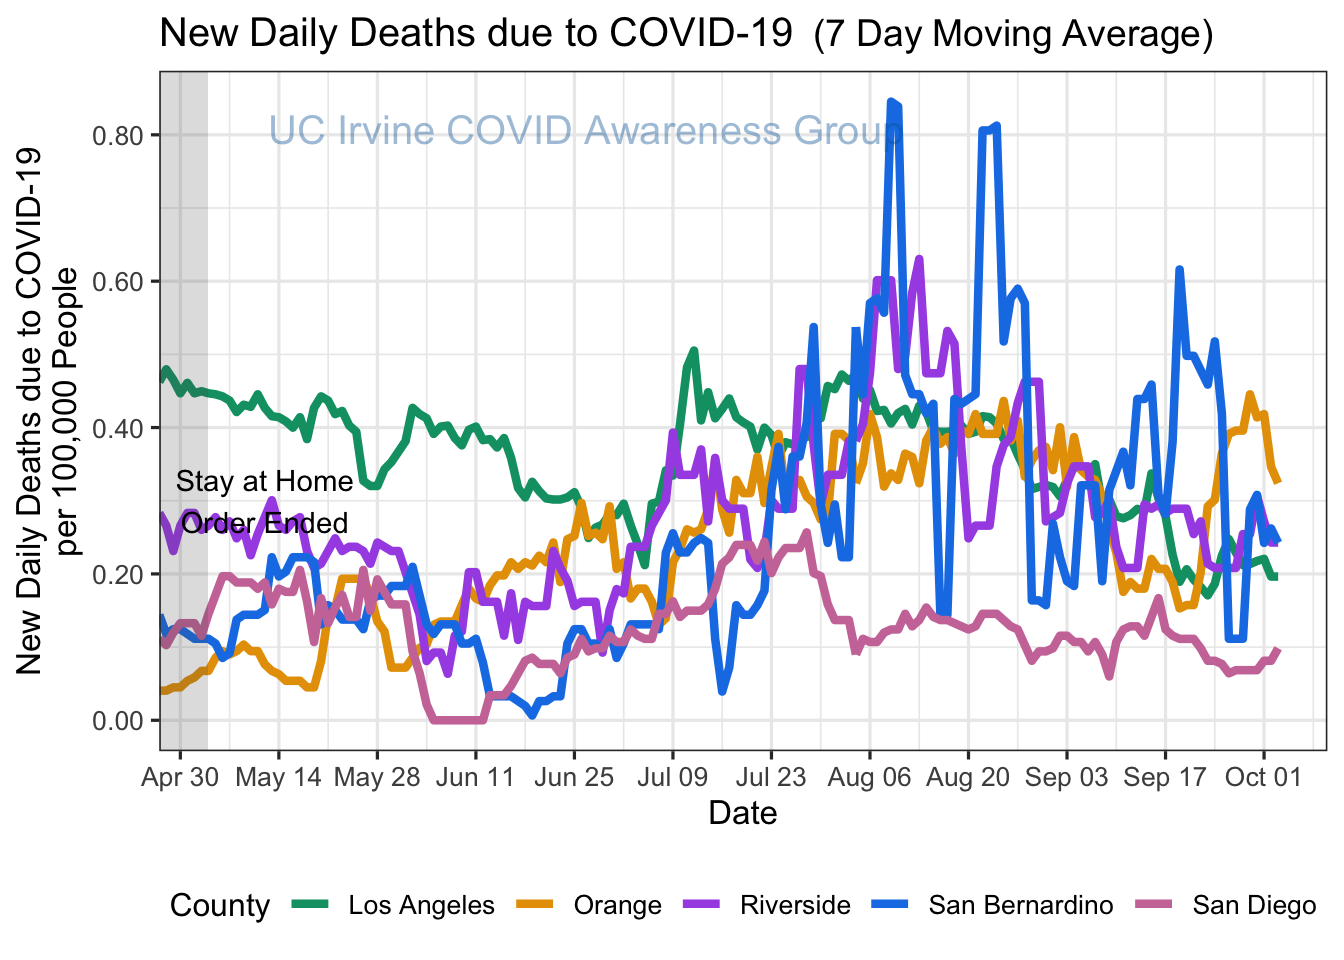 New Daily Deaths due to COVID-19 (7 Day Moving Average)
UC Irvine COVID Awareness Group
New Daily Deaths due to COVID-19
per 100,000 People
0.80
0.60
0.40
0.20
0.00
Stay at Home
Order Ended
Apr 30 May 14 May 28 Jun 11 Jun 25 Jul 09 Jul 23 Aug 06 Aug 20 Sep 03 Sep 17 Oct 01
Date
County Los Angeles Orange Riverside San Bernardino San Diego